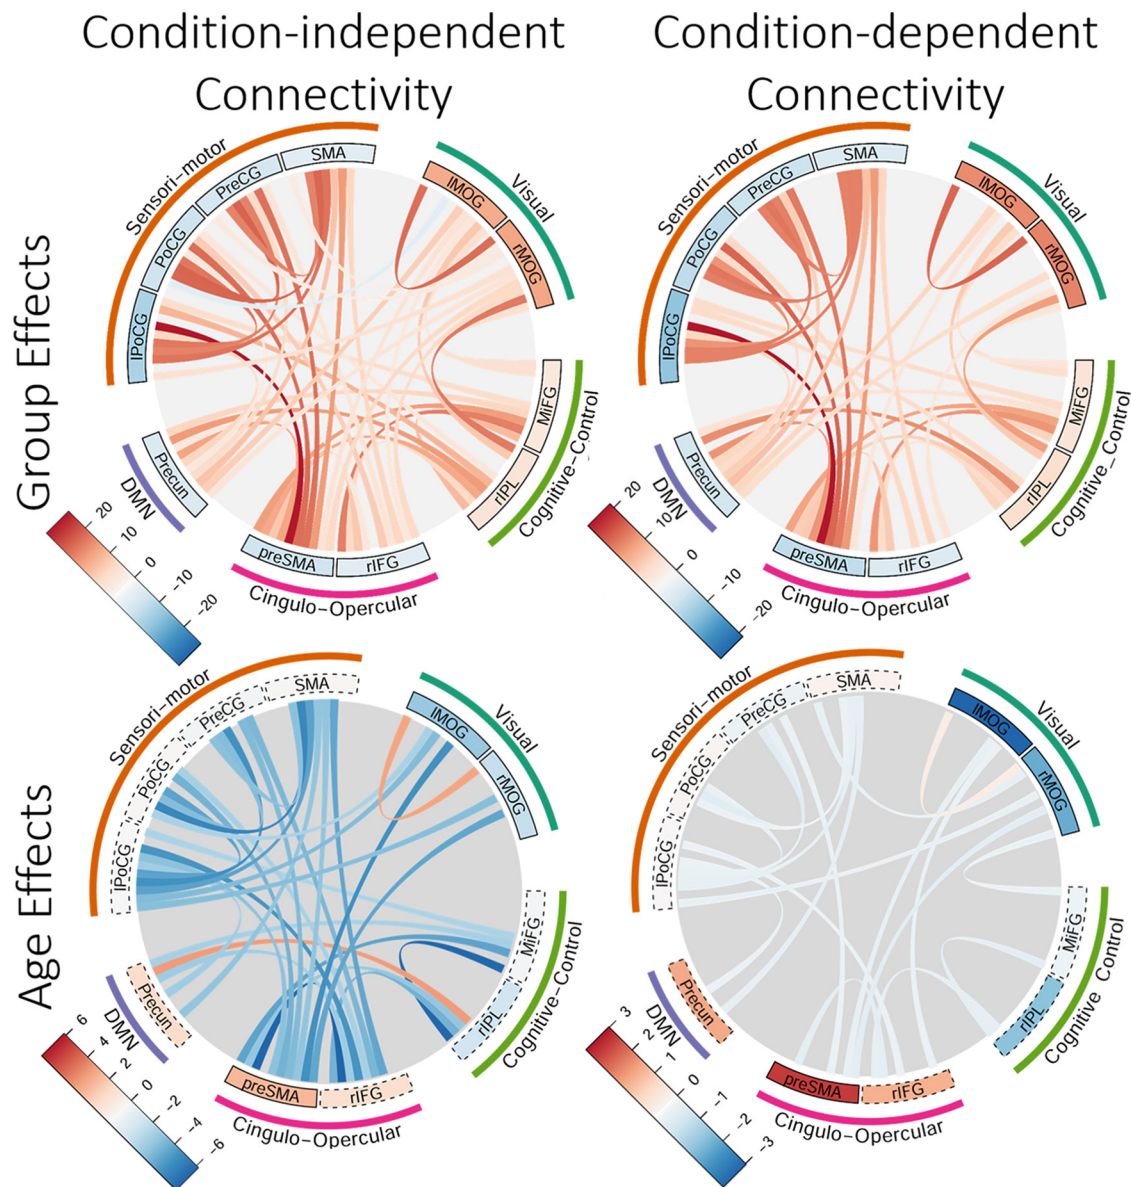 Condition-independent
Connectivity
Condition-dependent
Connectivity
Group Effects
Sensori-motor
SMA
PreCG
PoCG
lPoCG
Visual
lMOG
rMOG
MiFG
rIPL
Cognitive-Control
DMN
Precun
preSMA
rIFG
Cingulo-Opercular
20
10
0
-10
-20
Sensori-motor
SMA
PreCG
PoCG
lPoCG
Visual
lMOG
rMOG
MiFG
rIPL
Cognitive_Control
DMN
Precun
preSMA
rIFG
Cingulo-Opercular
20
10
0
-10
-20
Age Effects
Sensori-motor
SMA
PreCG
PoCG
lPoCG
Visual
lMOG
rMOG
MiFG
rIPL
Cognitive-Control
DMN
Precun
preSMA
rIFG
Cingulo-Opercular
6
4
2
0
-2
-4
-6
Sensori-motor
SMA
PreCG
PoCG
lPoCG
Visual
lMOG
rMOG
MiFG
rIPL
Cognitive Control
DMN
Precun
preSMA
rIFG
Cingulo-Opercular
3
2
1
0
-1
-2
-3